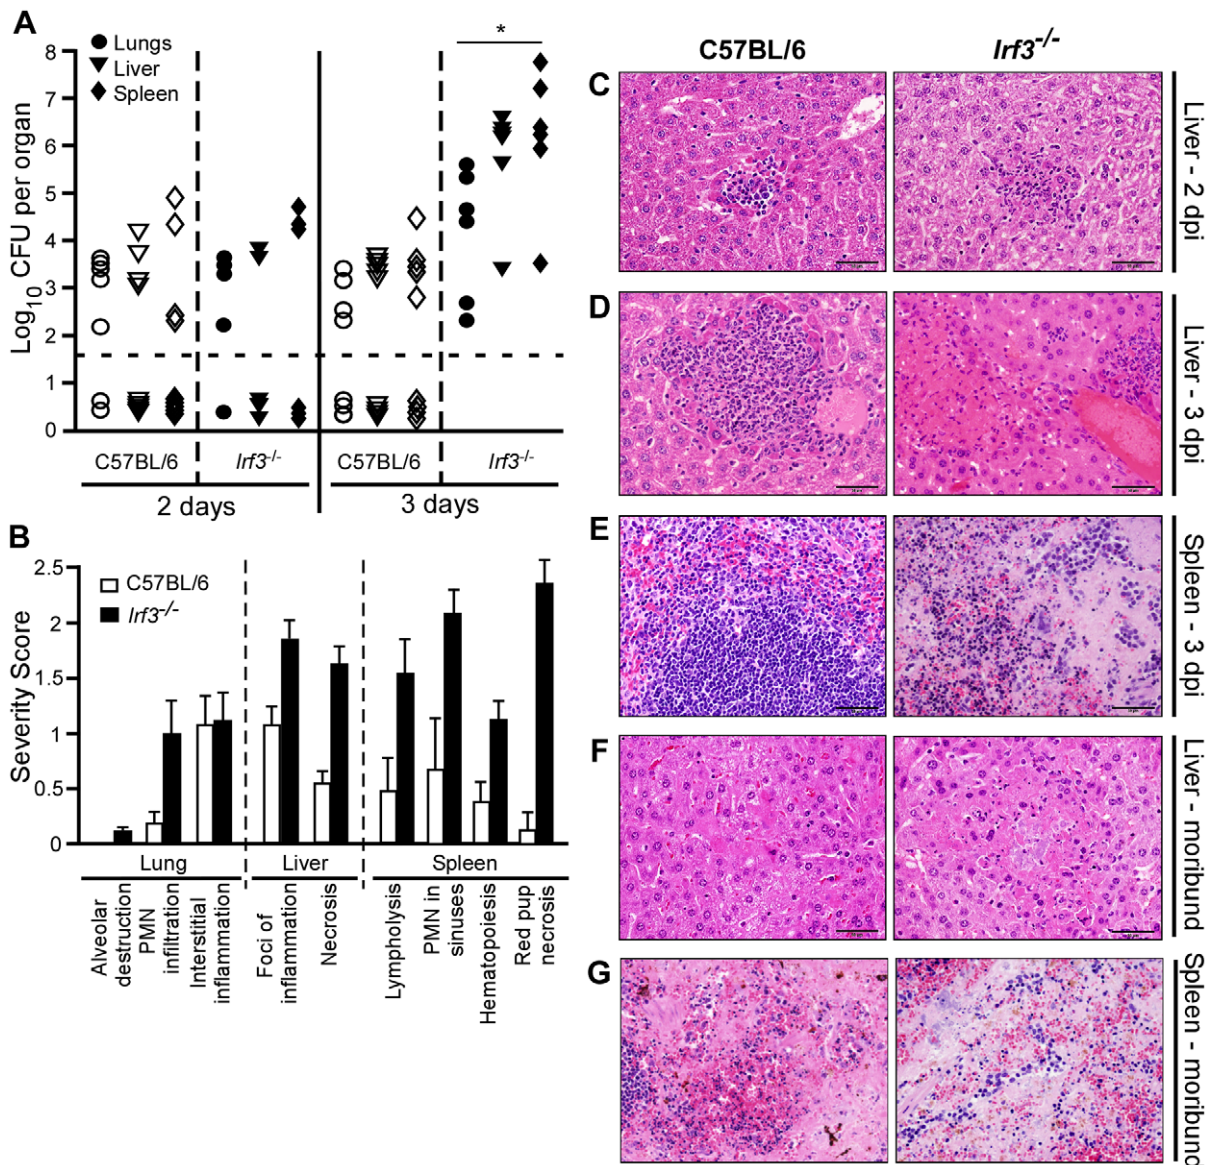 A
Lungs
Liver
Spleen
*
8
7
6
5
4
3
2
1
0
Log10 CFU per organ
C57BL/6
Irf3-/-
C57BL/6
Irf3-/-
2 days
3 days
B
C57BL/6
Irf3-/-
2.5
2
1.5
1
0.5
0
Severity Score
Lung
Liver
Spleen
Alveolar
destruction
PMN
infiltration
Interstitial
inflammation
Foci of
inflammation
Necrosis
Lympholysis
PMN in
sinuses
Hematopoiesis
Red pup
necrosis
C57BL/6
Irf3-/-
C
Liver - 2 dpi
D
Liver - 3 dpi
E
Spleen - 3 dpi
F
Liver - moribund
G
Spleen - moribund